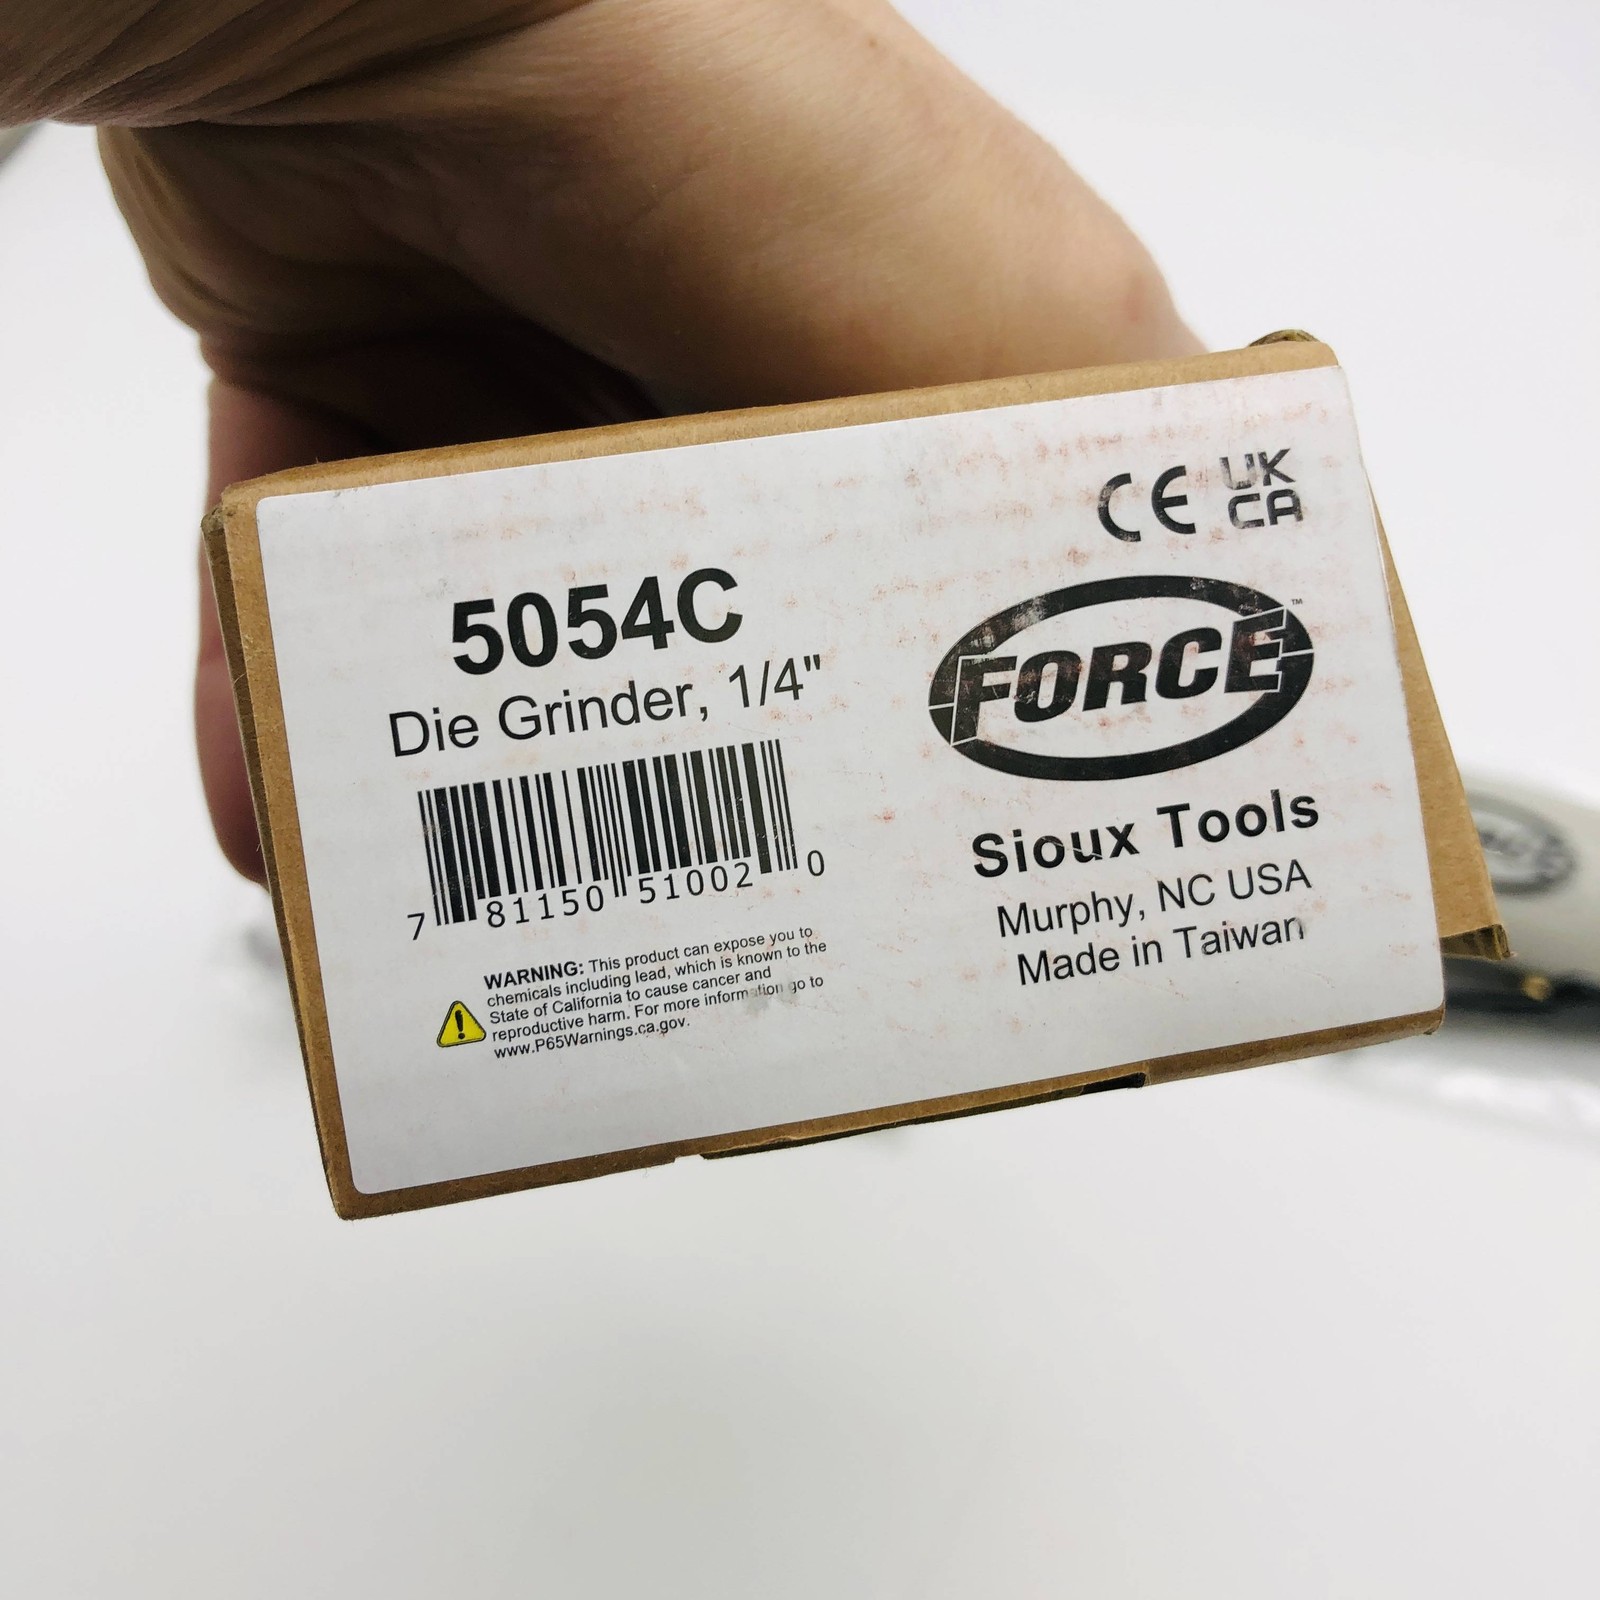 5054C
Die Grinder, 1/4"
7 81150 51002 0
WARNING: This product can expose you to
chemicals including lead, which is known to the
State of California to cause cancer and
reproductive harm. For more information go to
www.P65Warnings.ca.gov.
CE
UK
CA
FORCE™
Sioux Tools
Murphy, NC USA
Made in Taiwan